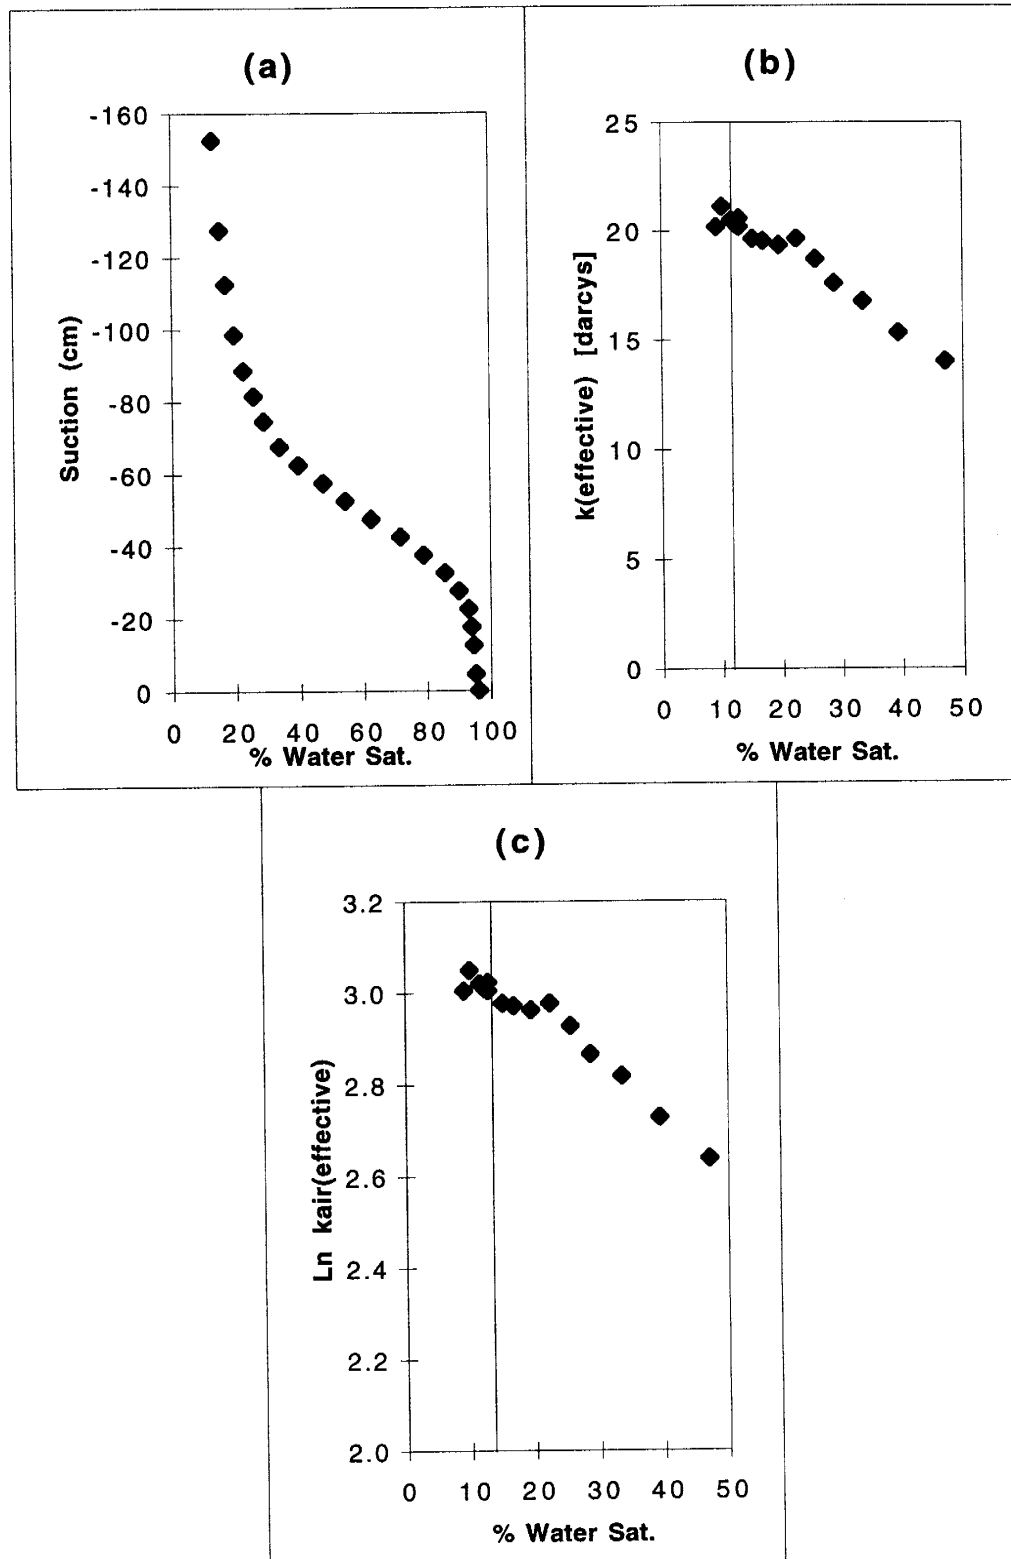 (a)
-160
-140
-120
-100
-80
-60
-40
-20
0
Suction (cm)
0 20 40 60 80 100
% Water Sat.
(b)
25
20
15
10
5
0
k(effective) [darcys]
0 10 20 30 40 50
% Water Sat.
(c)
3.2
3.0
2.8
2.6
2.4
2.2
2.0
Ln kair(effective)
0 10 20 30 40 50
% Water Sat.